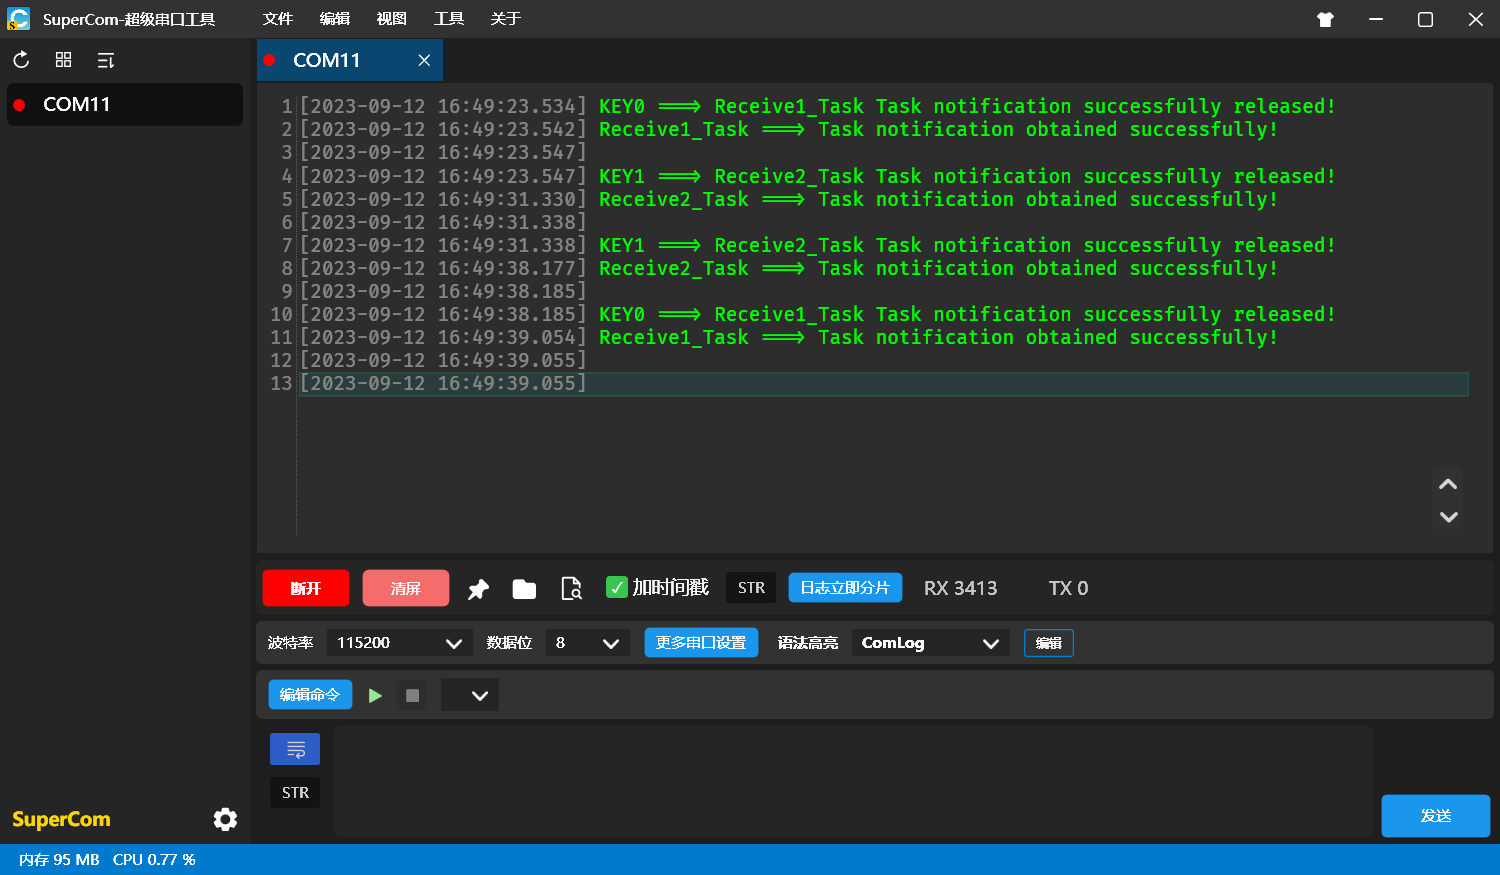 SuperCom-超级串口工具 文件 编辑 视图 工具 关于
COM11
COM11
1 [2023-09-12 16:49:23.534] KEY0 ===> Receive1_Task Task notification successfully released!
2 [2023-09-12 16:49:23.542] Receive1_Task ===> Task notification obtained successfully!
3 [2023-09-12 16:49:23.547]
4 [2023-09-12 16:49:23.547] KEY1 ===> Receive2_Task Task notification successfully released!
5 [2023-09-12 16:49:31.330] Receive2_Task ===> Task notification obtained successfully!
6 [2023-09-12 16:49:31.338]
7 [2023-09-12 16:49:31.338] KEY1 ===> Receive2_Task Task notification successfully released!
8 [2023-09-12 16:49:38.177] Receive2_Task ===> Task notification obtained successfully!
9 [2023-09-12 16:49:38.185]
10 [2023-09-12 16:49:38.185] KEY0 ===> Receive1_Task Task notification successfully released!
11 [2023-09-12 16:49:39.054] Receive1_Task ===> Task notification obtained successfully!
12 [2023-09-12 16:49:39.055]
13 [2023-09-12 16:49:39.055]
断开 清屏 加时间戳 STR 日志立即分片 RX 3413 TX 0
波特率 115200 数据位 8 更多串口设置 语法高亮 ComLog 编辑
编辑命令
STR
SuperCom 发送
内存 95 MB CPU 0.77 %